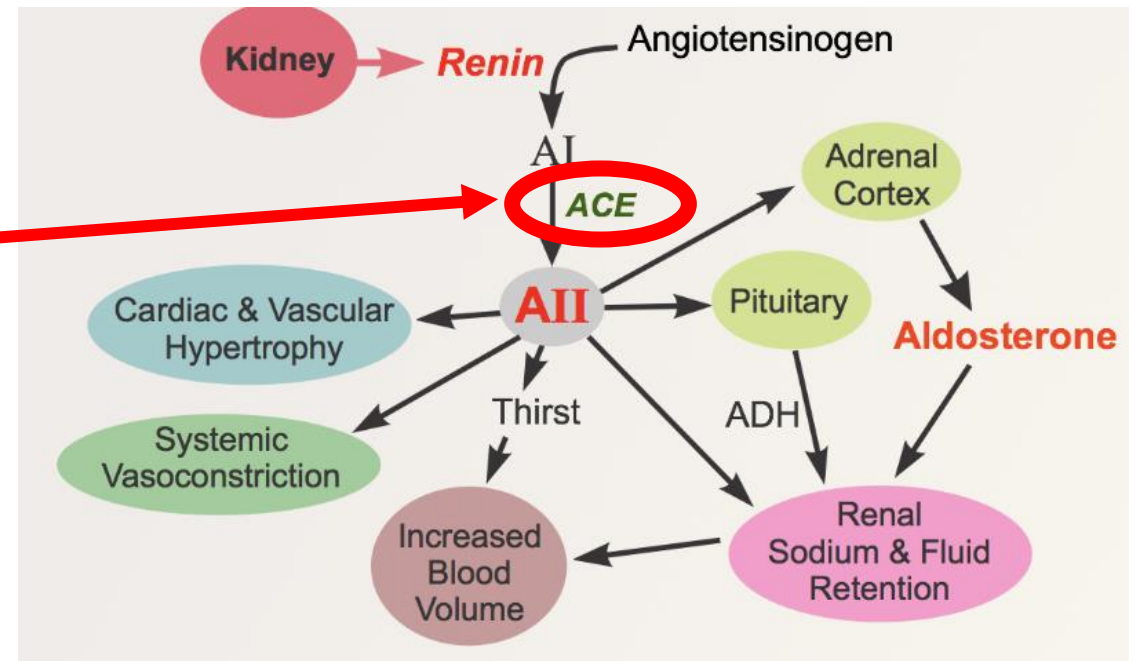 Kidney
Renin
Angiotensinogen
AI
ACE
Adrenal
Cortex
AII
Cardiac & Vascular
Hypertrophy
Pituitary
Aldosterone
Thirst
ADH
Systemic
Vasoconstriction
Increased
Blood
Volume
Renal
Sodium & Fluid
Retention